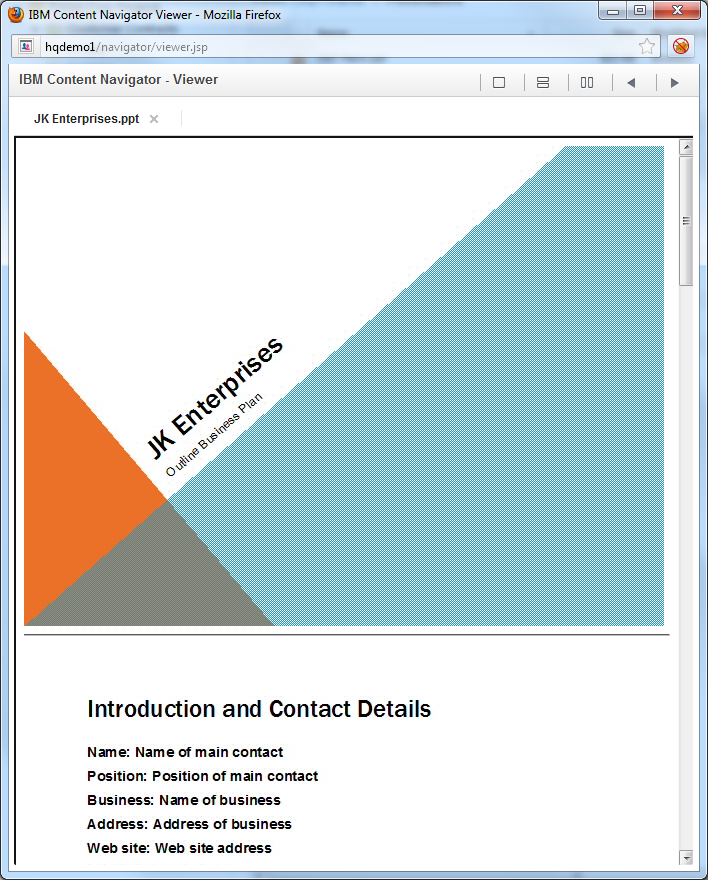 IBM Content Navigator Viewer - Mozilla Firefox
hqdemo1/navigator/viewer.jsp
IBM Content Navigator - Viewer
JK Enterprises.ppt
JK Enterprises
Outline Business Plan
Introduction and Contact Details
Name: Name of main contact
Position: Position of main contact
Business: Name of business
Address: Address of business
Web site: Web site address